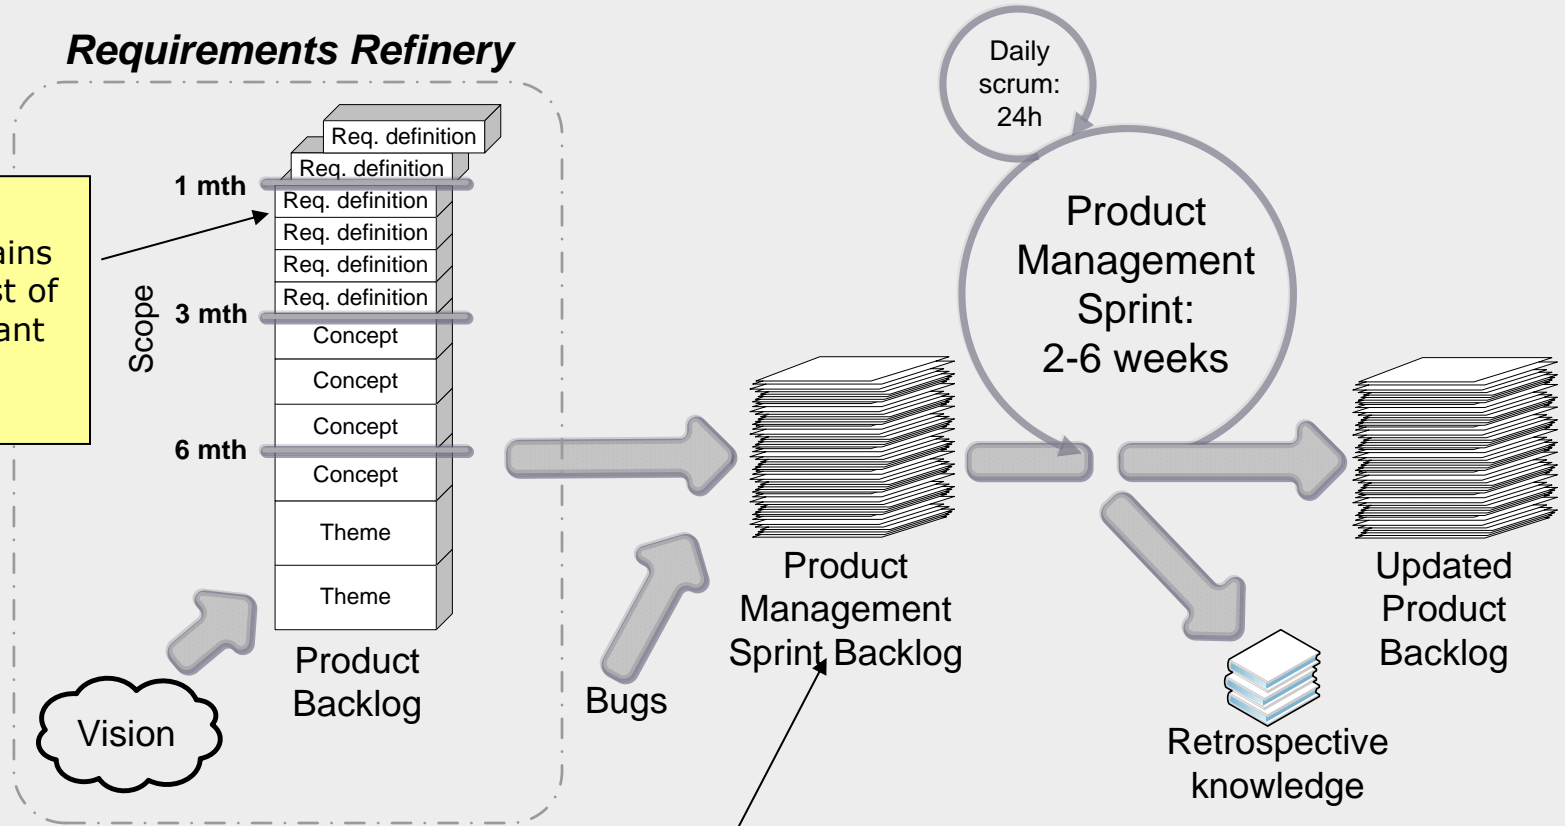 Requirements Refinery
Req. definition
Req. definition
1 mth
Req. definition
Req. definition
Req. definition
Req. definition
Scope
3 mth
Concept
Concept
Concept
6 mth
Concept
Theme
Theme
Product
Backlog
Vision
st of
Bugs
Product
Management
Sprint Backlog
Daily
scrum:
24h
Product
Management
Sprint:
2-6 weeks
Updated
Product
Backlog
Retrospective
knowledge